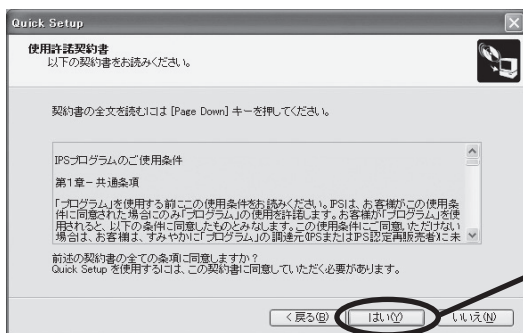 Quick Setup
使用許諾契約書
以下の契約書をお読みください。
契約書の全文を読むには [Page Down] キーを押してください。
IPSプログラムのご使用条件
第1章－共通条項
「プログラム」を使用する前にこの使用条件をお読みください。IPSは、お客様がこの使用条
件に同意された場合にのみ「プログラム」の使用を許諾します。お客様が「プログラム」を使
用されると、以下の条件に同意したものとみなします。この使用条件にご同意いただけない
場合は、お客様は、すみやかに「プログラム」の調達元(IPSまたはIPS認定再販売者)に未
前述の契約書の全ての条項に同意しますか？
Quick Setup を使用するには、この契約書に同意していただく必要があります。
< 戻る(B) はい(Y) いいえ(N)